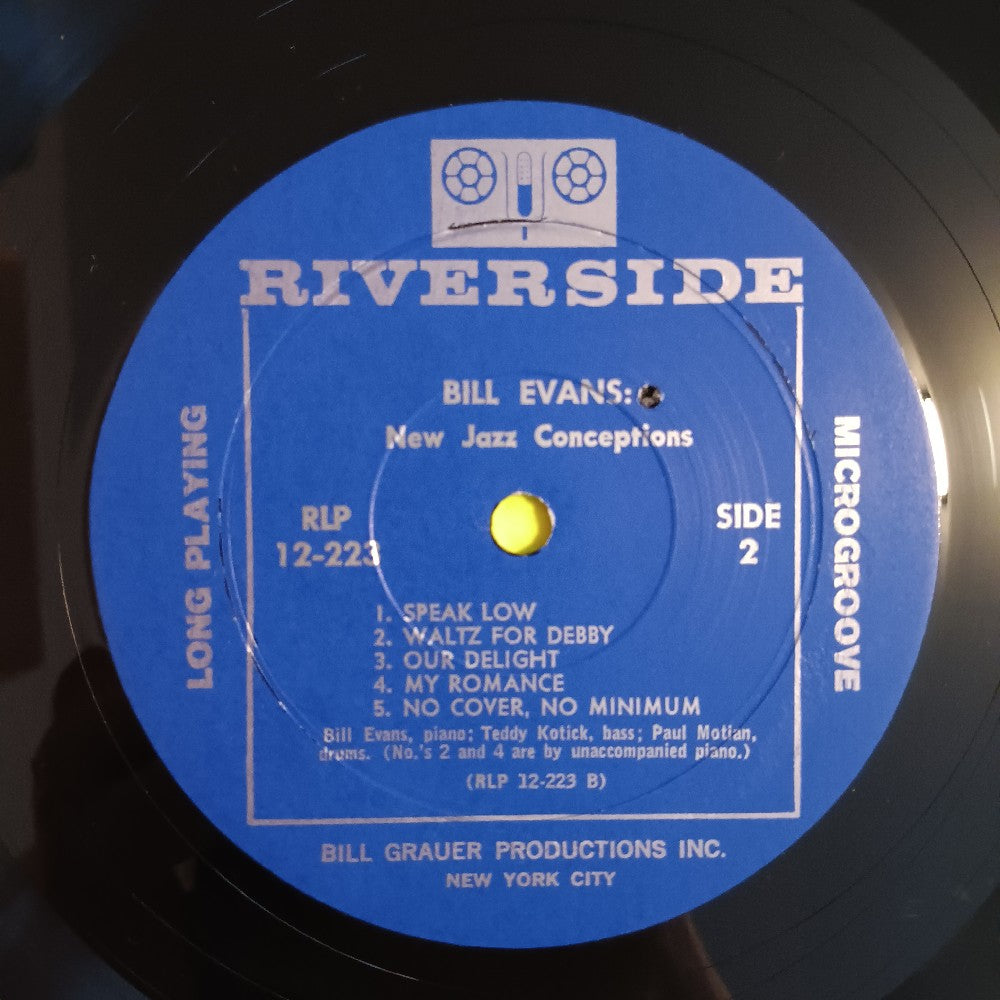 RIVERSIDE
BILL EVANS:
New Jazz Conceptions
LONG PLAYING
RLP
12-223
SIDE
2
MICROGROOVE
1. SPEAK LOW
2. WALTZ FOR DEBBY
3. OUR DELIGHT
4. MY ROMANCE
5. NO COVER, NO MINIMUM
Bill Evans, piano; Teddy Kotick, bass; Paul Motian,
drums. (No.'s 2 and 4 are by unaccompanied piano.)
(RLP 12-223 B)
BILL GRAUER PRODUCTIONS INC.
NEW YORK CITY